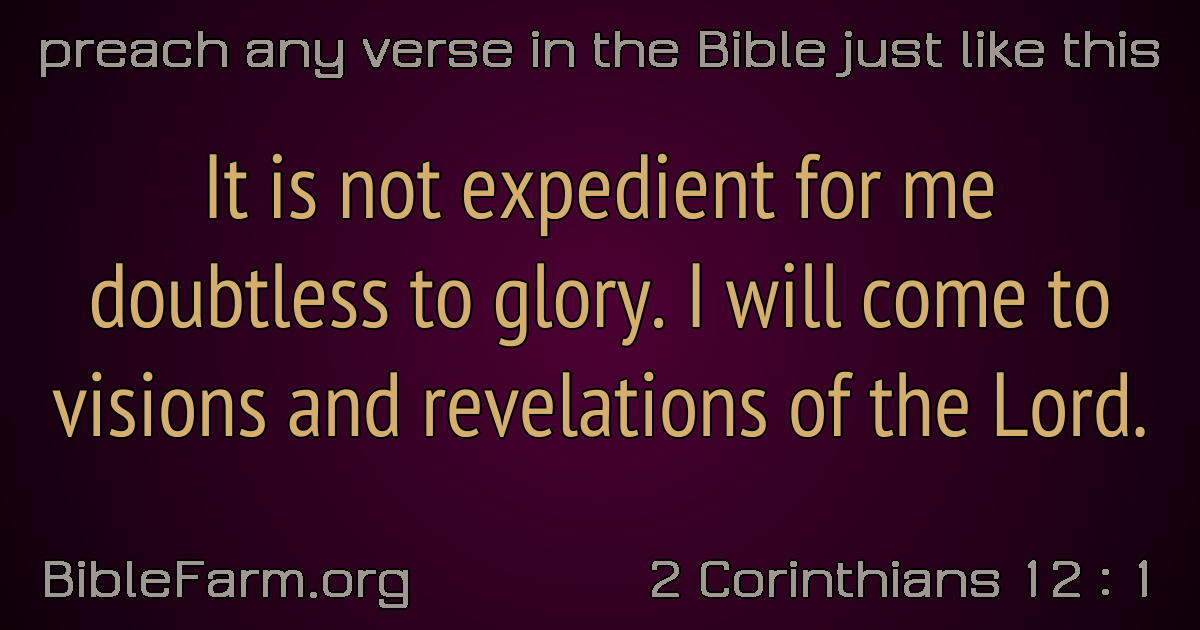 preach any verse in the Bible just like this
It is not expedient for me
doubtless to glory. I will come to
visions and revelations of the Lord.
BibleFarm.org
2 Corinthians 12 : 1